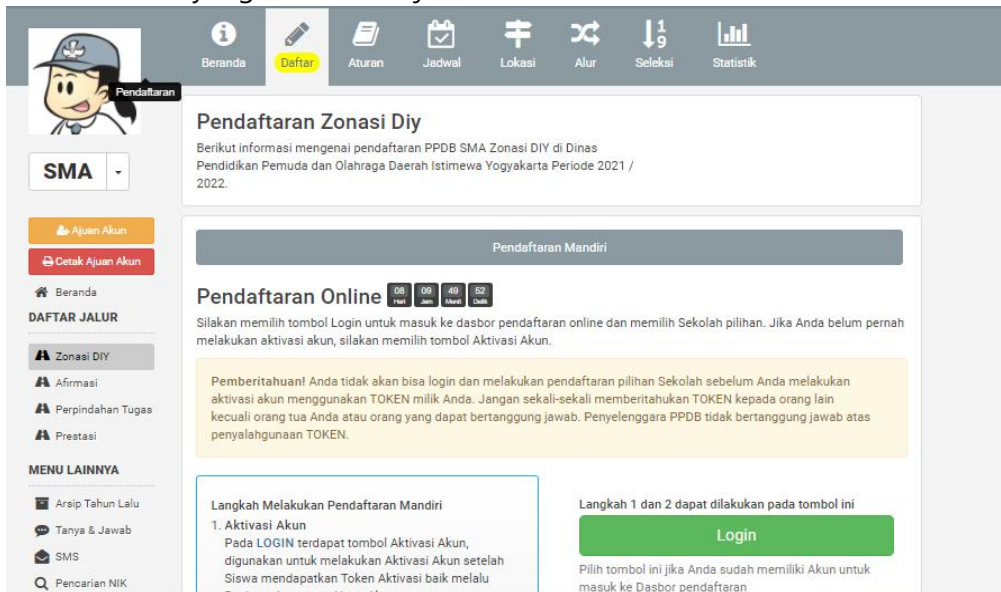 Beranda
Daftar
Aturan
Jadwal
Lokasi
Alur
Seleksi
Statistik
Pendaftaran
SMA
Ajuan Akun
Cetak Ajuan Akun
Beranda
DAFTAR JALUR
Zonasi DIY
Afirmasi
Perpindahan Tugas
Prestasi
MENU LAINNYA
Arsip Tahun Lalu
Tanya & Jawab
SMS
Pencarian NIK
Pendaftaran Zonasi Diy
Berikut informasi mengenai pendaftaran PPDB SMA Zonasi DIY di Dinas
Pendidikan Pemuda dan Olahraga Daerah Istimewa Yogyakarta Periode 2021 /
2022.
Pendaftaran Mandiri
Pendaftaran Online 08 Hari 09 Jam 49 Menit 52 Detik
Silakan memilih tombol Login untuk masuk ke dasbor pendaftaran online dan memilih Sekolah pilihan. Jika Anda belum pernah
melakukan aktivasi akun, silakan memilih tombol Aktivasi Akun.
Pemberitahuan! Anda tidak akan bisa login dan melakukan pendaftaran pilihan Sekolah sebelum Anda melakukan
aktivasi akun menggunakan TOKEN milik Anda. Jangan sekali-sekali memberitahukan TOKEN kepada orang lain
kecuali orang tua Anda atau orang yang dapat bertanggung jawab. Penyelenggara PPDB tidak bertanggung jawab atas
penyalahgunaan TOKEN.
Langkah Melakukan Pendaftaran Mandiri
1. Aktivasi Akun
Pada LOGIN terdapat tombol Aktivasi Akun,
digunakan untuk melakukan Aktivasi Akun setelah
Siswa mendapatkan Token Aktivasi baik melalu
Langkah 1 dan 2 dapat dilakukan pada tombol ini
Login
Pilih tombol ini jika Anda sudah memiliki Akun untuk
masuk ke Dasbor pendaftaran